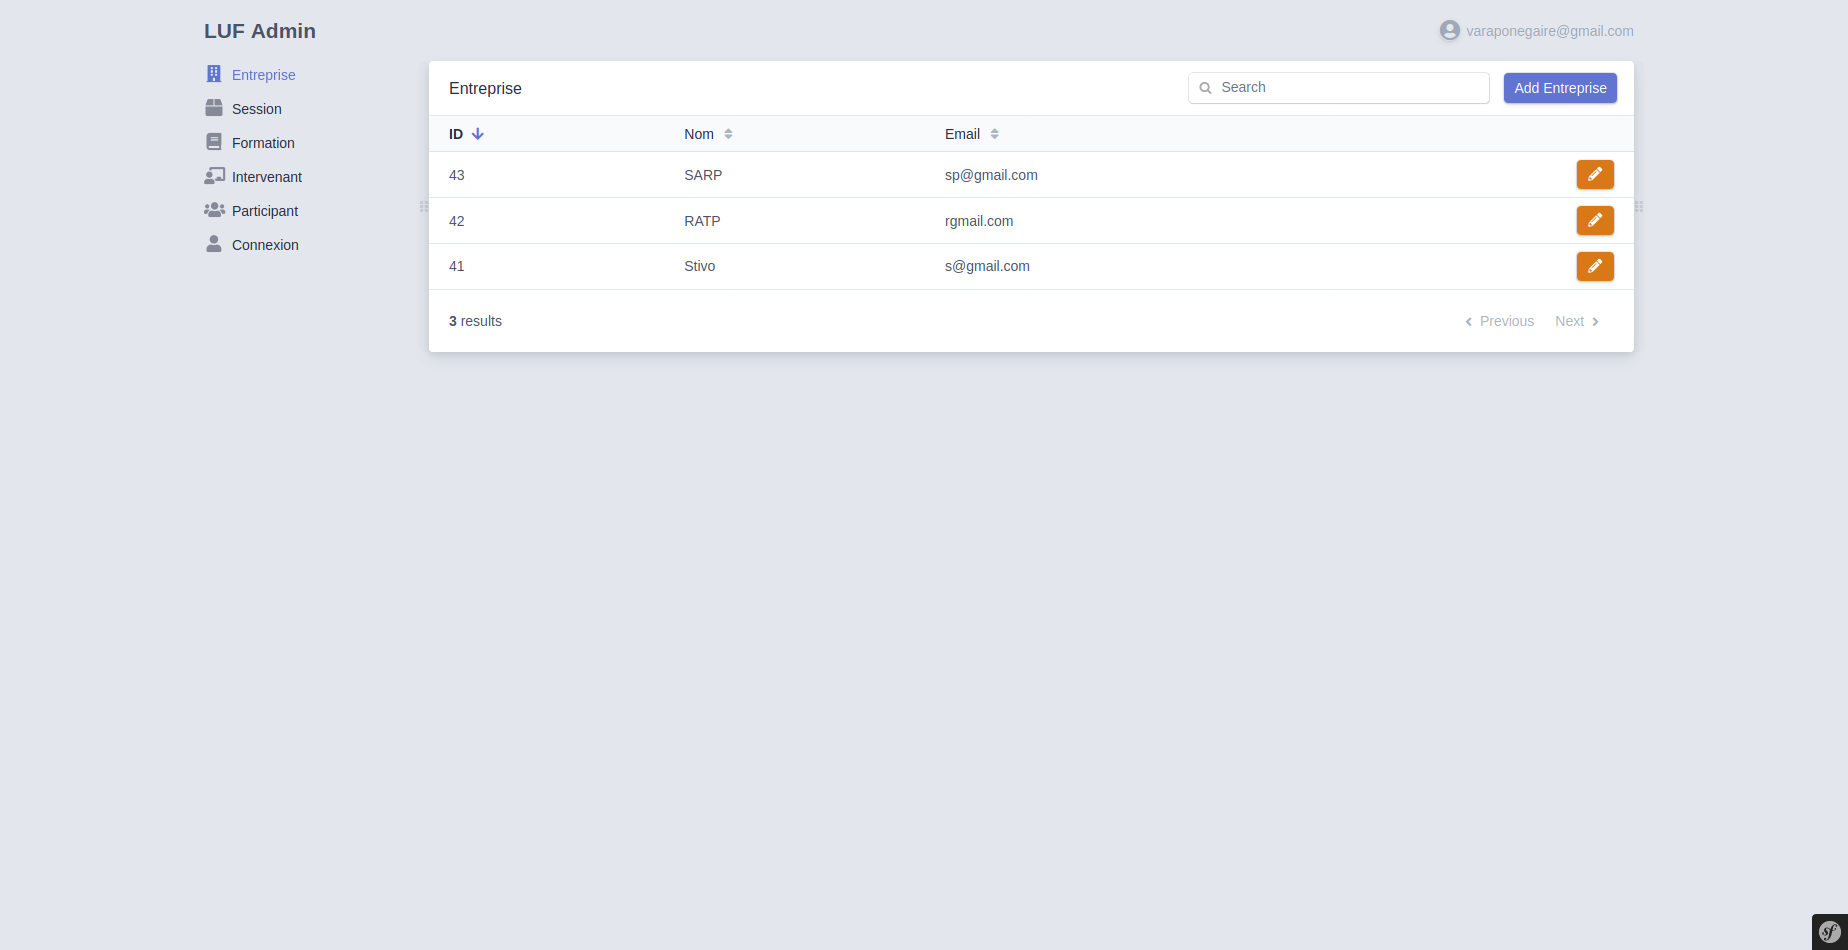 LUF Admin
varaponegaire@gmail.com
Entreprise
Session
Formation
Intervenant
Participant
Connexion
Entreprise
Search
Add Entreprise
ID Nom Email
43 SARP sp@gmail.com
42 RATP rgmail.com
41 Stivo s@gmail.com
3 results
Previous Next
sf